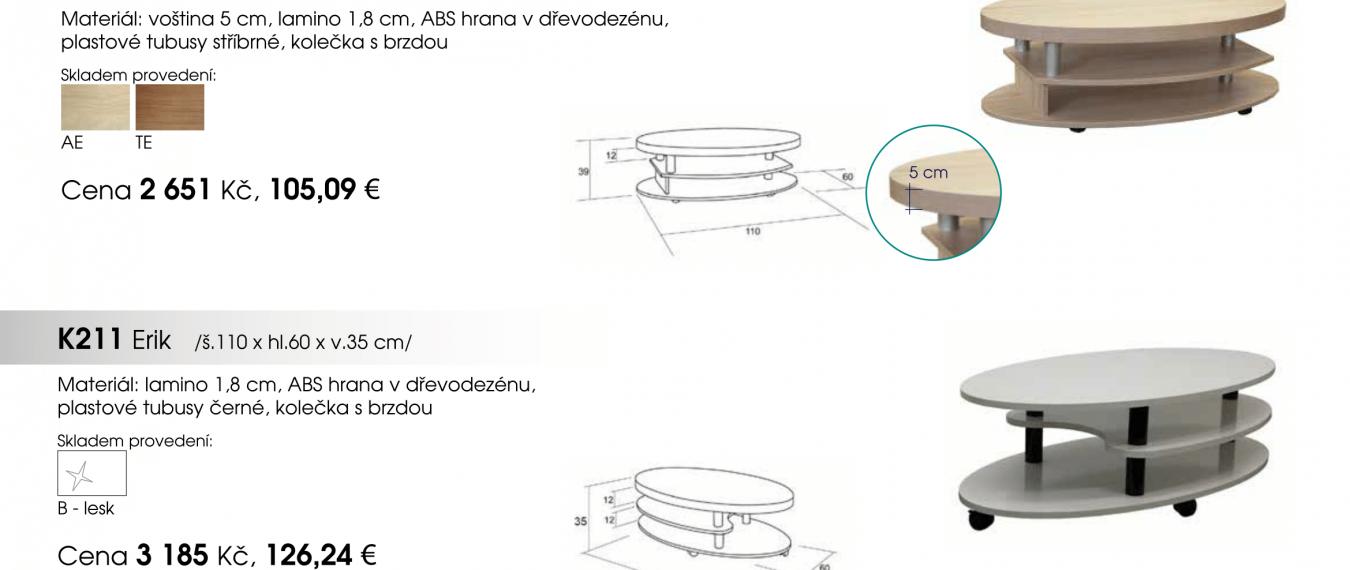 Materiál: voština 5 cm, lamino 1,8 cm, ABS hrana v dřevodezénu,
plastové tubusy stříbrné, kolečka s brzdou
Skladem provedení:
AE TE
Cena 2 651 Kč, 105,09 €
12
39
60
110
5 cm
K211 Erik /š.110 x hl.60 x v.35 cm/
Materiál: lamino 1,8 cm, ABS hrana v dřevodezénu,
plastové tubusy černé, kolečka s brzdou
Skladem provedení:
B - lesk
Cena 3 185 Kč, 126,24 €
12
35
12
60